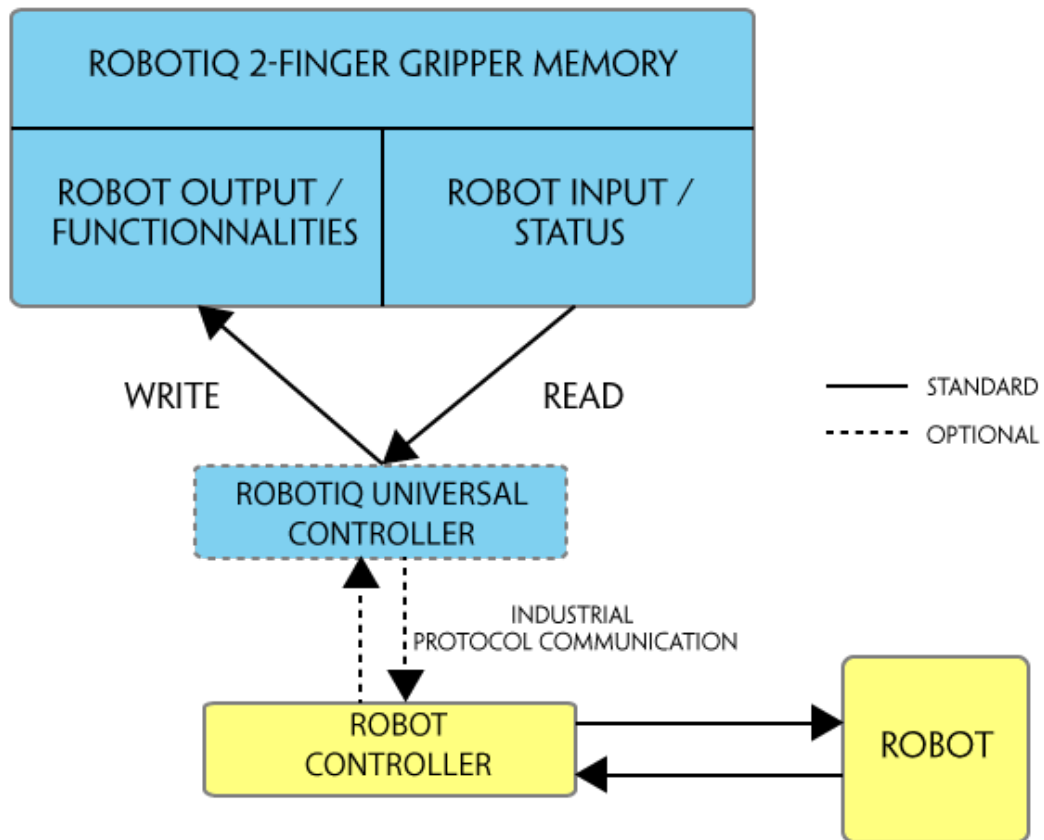 ROBOTIQ 2-FINGER GRIPPER MEMORY
ROBOT OUTPUT /
FUNCTIONNALITIES
ROBOT INPUT /
STATUS
WRITE
READ
STANDARD
OPTIONAL
ROBOTIQ UNIVERSAL
CONTROLLER
INDUSTRIAL
PROTOCOL COMMUNICATION
ROBOT
CONTROLLER
ROBOT